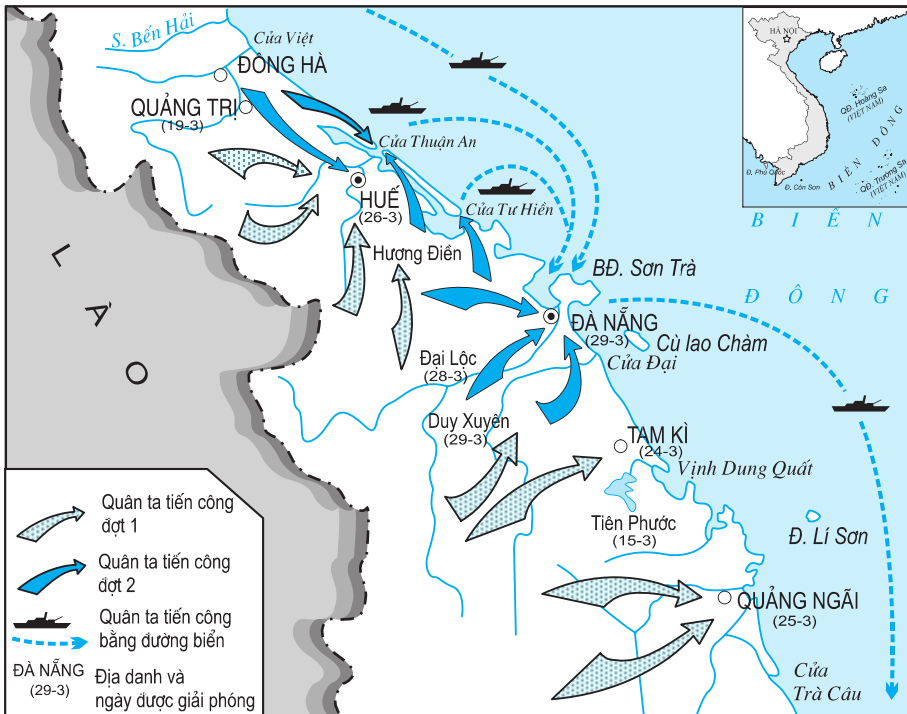 S. Bến Hải
Cửa Việt
ĐÔNG HÀ
QUẢNG TRỊ
(19-3)
Cửa Thuận An
HUẾ
(26-3)
Cửa Tư Hiền
Hương Điền
BĐ. Sơn Trà
ĐÀ NẴNG
(29-3)
Cù lao Chàm
Cửa Đại
Đại Lộc
(28-3)
Duy Xuyên
(29-3)
TAM KÌ
(24-3)
Vịnh Dung Quất
Tiên Phước
(15-3)
Đ. Lí Sơn
QUẢNG NGÃI
(25-3)
Cửa
Trà Câu
LÀO
BIỂN
ĐÔNG
HÀ NỘI
QĐ. Hoàng Sa
(VIỆT NAM)
BIỂN ĐÔNG
Đ. Phú Quốc
Đ. Côn Sơn
QĐ. Trường Sa
(VIỆT NAM)
Quân ta tiến công
đợt 1
Quân ta tiến công
đợt 2
Quân ta tiến công
bằng đường biển
ĐÀ NẴNG
(29-3)
Địa danh và
ngày được giải phóng